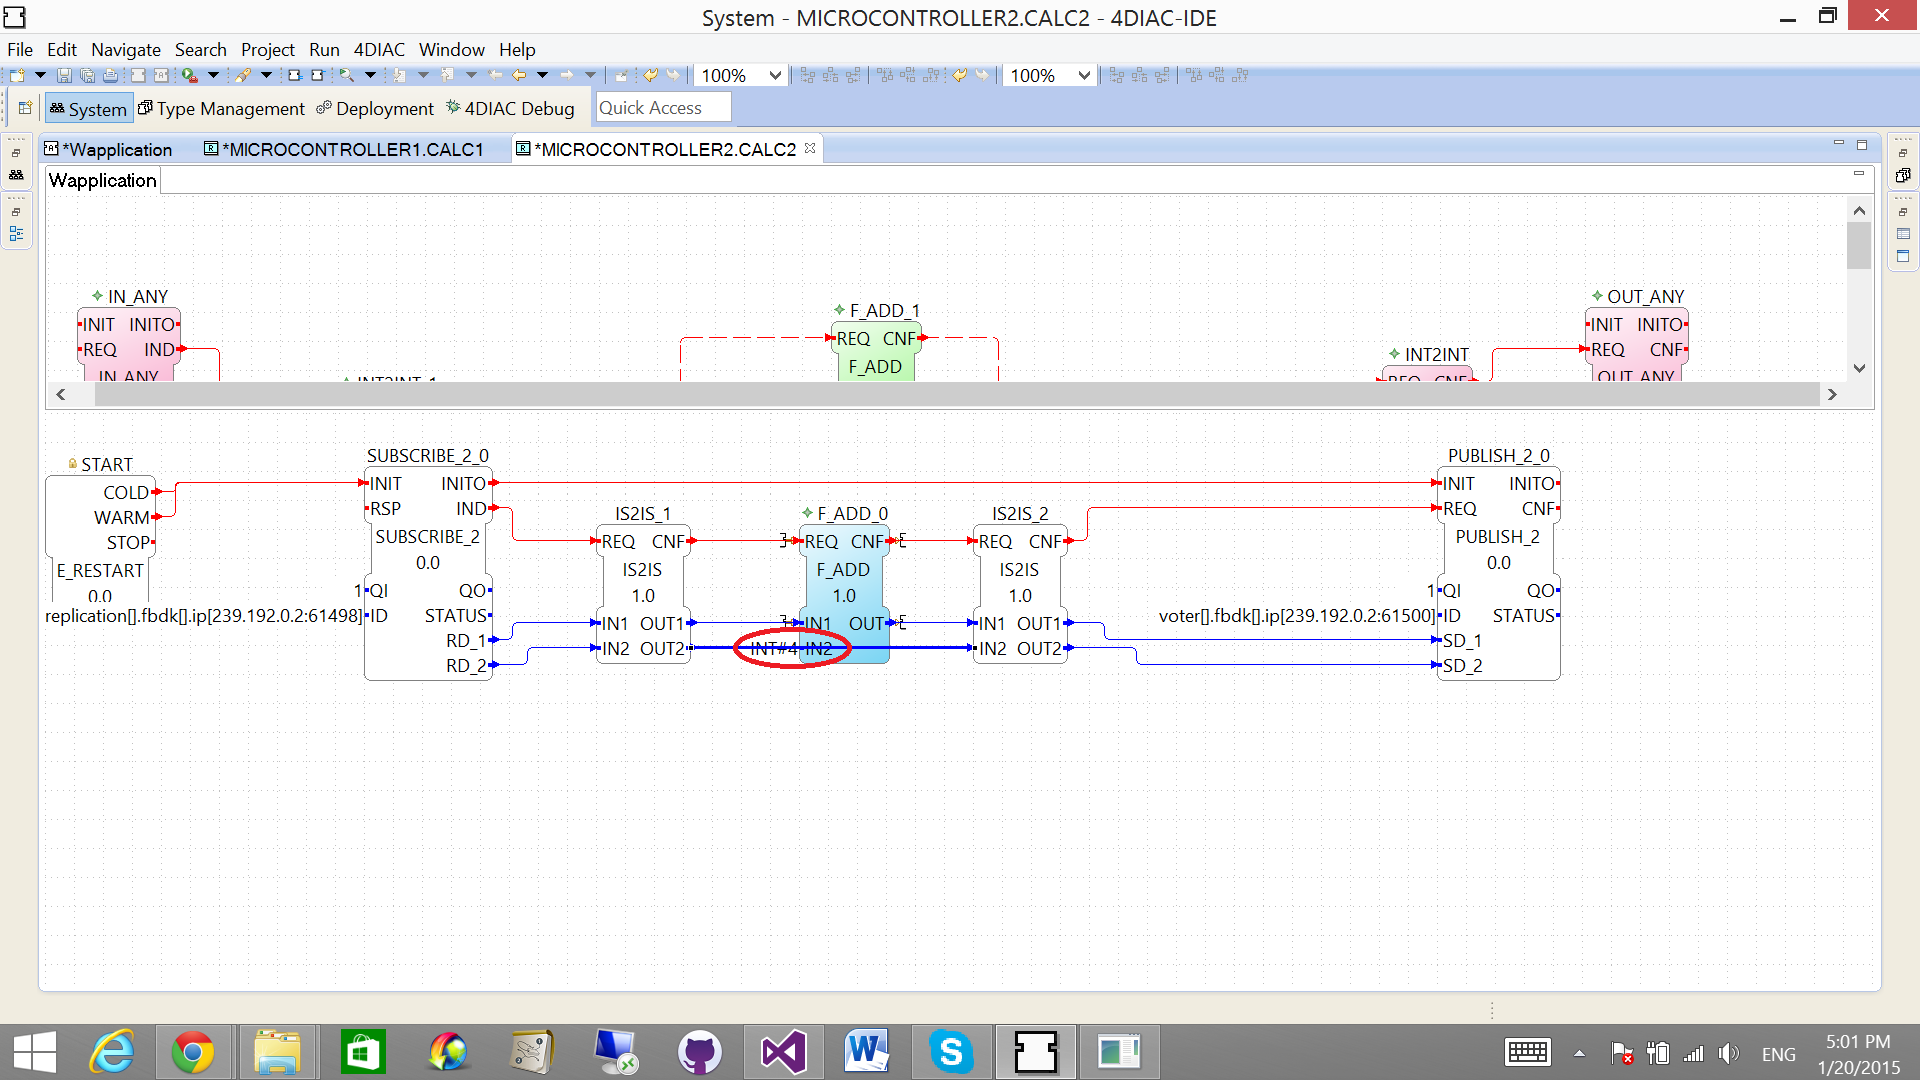 System - MICROCONTROLLER2.CALC2 - 4DIAC-IDE
File Edit Navigate Search Project Run 4DIAC Window Help
100% 100%
System Type Management Deployment 4DIAC Debug Quick Access
*Wapplication *MICROCONTROLLER1.CALC1 *MICROCONTROLLER2.CALC2
Wapplication
IN_ANY
INIT INITO
REQ IND
IN_ANY
INT2INT_1
F_ADD_1
REQ CNF
F_ADD
INT2INT
REQ CNF
OUT_ANY
INIT INITO
REQ CNF
OUT_ANY
START
COLD
WARM
STOP
E_RESTART
0.0
SUBSCRIBE_2_0
INIT INITO
RSP IND
SUBSCRIBE_2
0.0
1 QI QO
replication[].fbdk[].ip[239.192.0.2:61498] ID STATUS
RD_1
RD_2
IS2IS_1
REQ CNF
IS2IS
1.0
IN1 OUT1
IN2 OUT2
F_ADD_0
REQ CNF
F_ADD
1.0
IN1 OUT
INT#4 IN2
IS2IS_2
REQ CNF
IS2IS
1.0
IN1 OUT1
IN2 OUT2
PUBLISH_2_0
INIT INITO
REQ CNF
PUBLISH_2
0.0
1 QI QO
voter[].fbdk[].ip[239.192.0.2:61500] ID STATUS
SD_1
SD_2
ENG
5:01 PM
1/20/2015